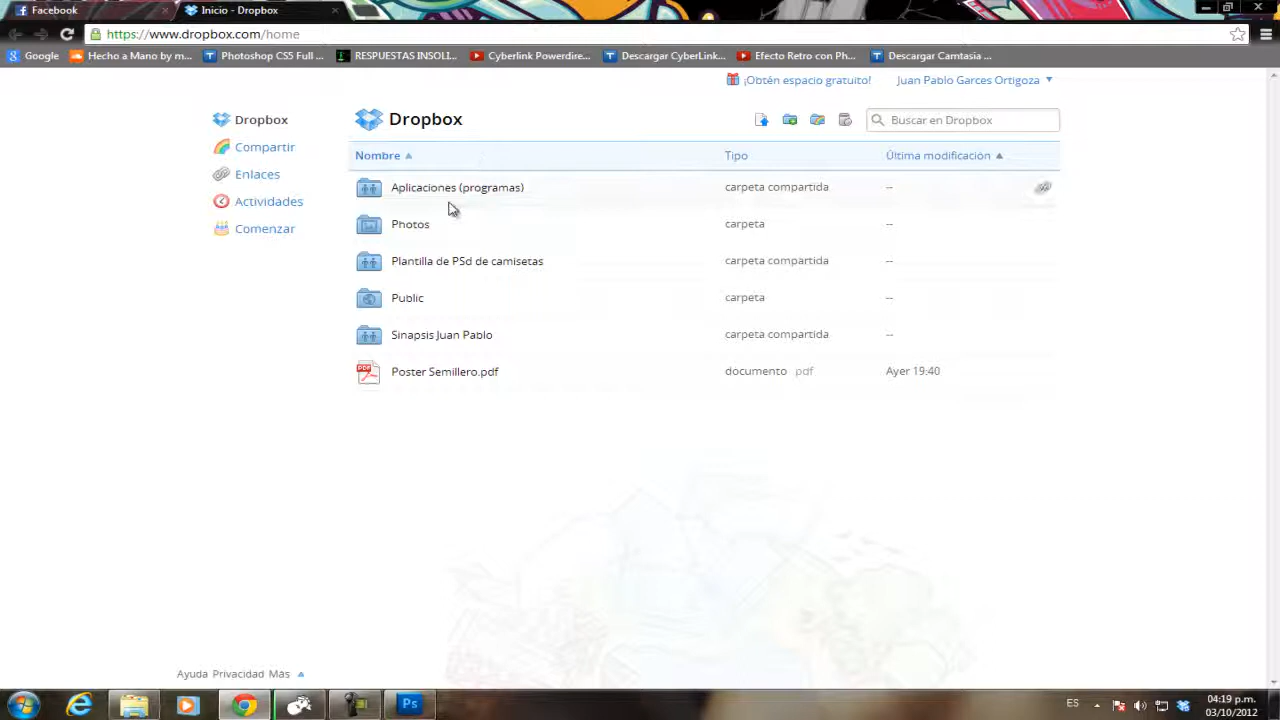 Facebook
Inicio - Dropbox
https://www.dropbox.com/home
Google
Hecho a Mano by m...
Photoshop CS5 Full ...
RESPUESTAS INSOLI...
Cyberlink Powerdire...
Descargar CyberLink...
Efecto Retro con Ph...
Descargar Camtasia ...
¡Obtén espacio gratuito!
Juan Pablo Garces Ortigoza
Dropbox
Compartir
Enlaces
Actividades
Comenzar
Dropbox
Buscar en Dropbox
Nombre Tipo Última modificación
Aplicaciones (programas) carpeta compartida --
Photos carpeta --
Plantilla de PSd de camisetas carpeta compartida --
Public carpeta --
Sinapsis Juan Pablo carpeta compartida --
Poster Semillero.pdf documento pdf Ayer 19:40
Ayuda Privacidad Más
Ps
ES
04:19 p.m.
03/10/2012